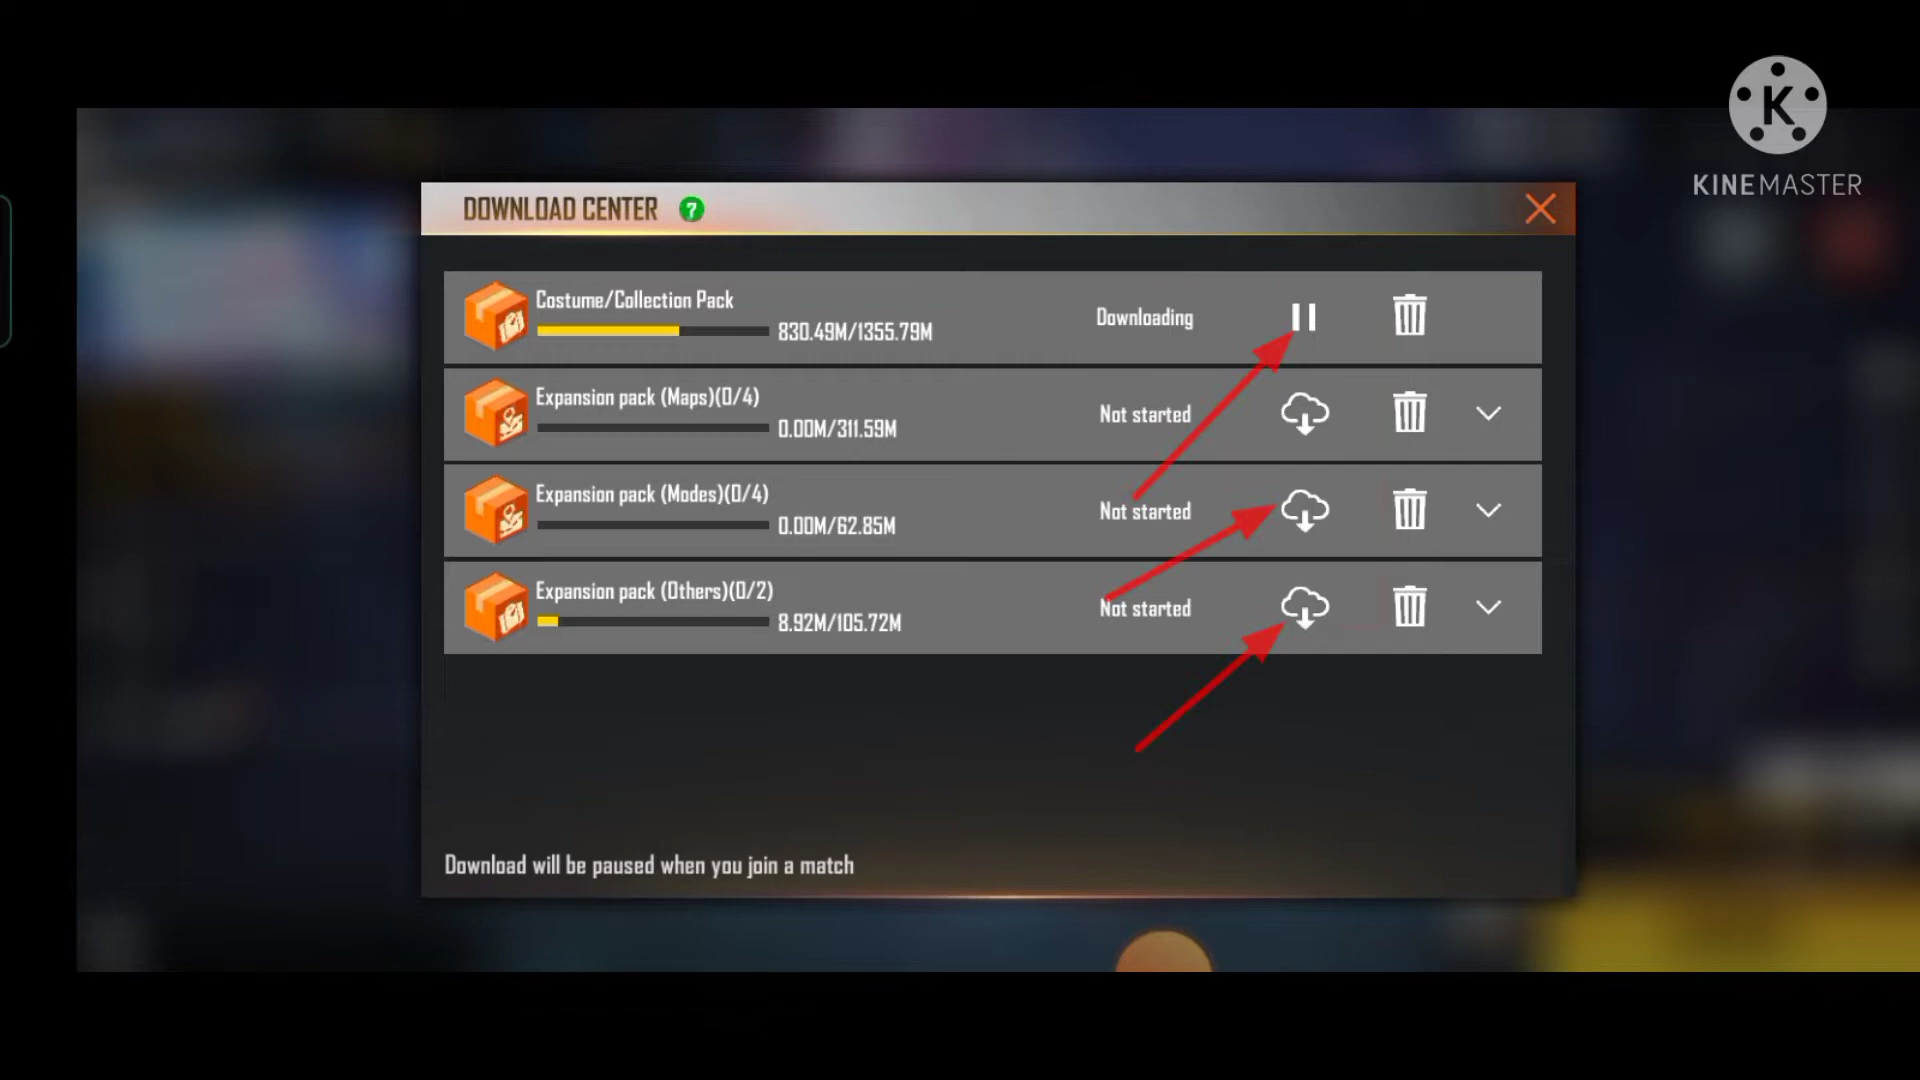 K
KINEMASTER
DOWNLOAD CENTER ?
Costume/Collection Pack
830.49M/1355.79M
Downloading
Expansion pack (Maps)(0/4)
0.00M/311.59M
Not started
Expansion pack (Modes)(0/4)
0.00M/62.85M
Not started
Expansion pack (Others)(0/2)
8.92M/105.72M
Not started
Download will be paused when you join a match